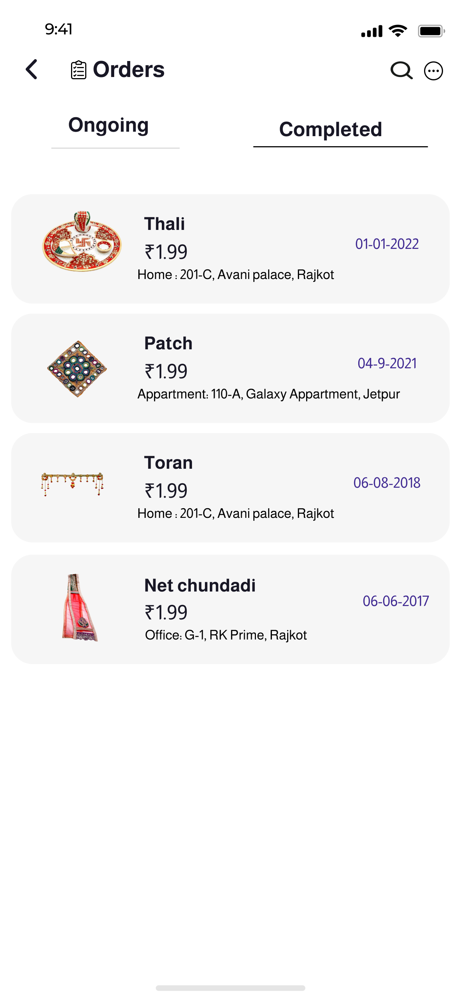 9:41
Orders
Ongoing
Completed
Thali
₹1.99
01-01-2022
Home : 201-C, Avani palace, Rajkot
Patch
₹1.99
04-9-2021
Appartment: 110-A, Galaxy Appartment, Jetpur
Toran
₹1.99
06-08-2018
Home : 201-C, Avani palace, Rajkot
Net chundadi
₹1.99
06-06-2017
Office: G-1, RK Prime, Rajkot